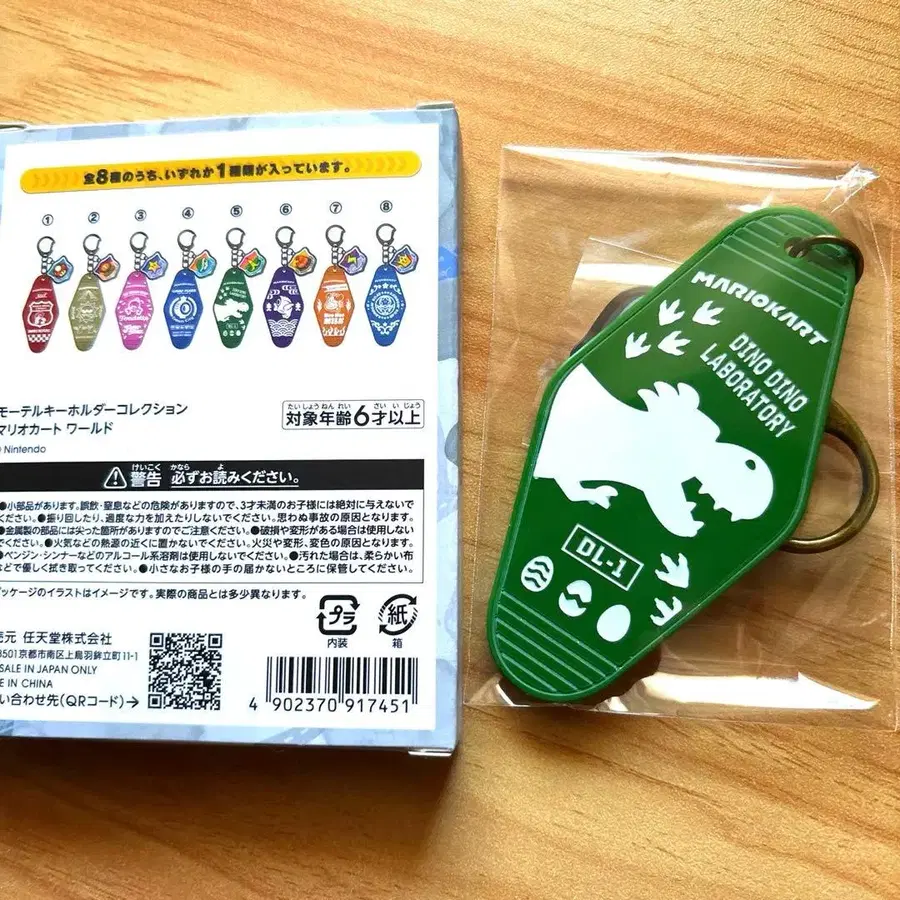 全8種のうち、いずれか1種類が入っています。
① ② ③ ④ ⑤ ⑥ ⑦ ⑧
モーテルキーホルダーコレクション
マリオカート ワールド
Nintendo
たいしょうねんれい さい いじょう
対象年齢6才以上
けいこく かなら よ
警告 必ずお読みください。
●小部品があります。誤飲・窒息などの危険がありますので、3才未満のお子様には絶対に与えないで
ください。●振り回したり、過度な力を加えたりしないでください。思わぬ事故の原因となります。
●金属製の部品には尖った箇所がありますのでご注意ください。●破損や変形がある場合は使用しない
でください。●火気などの熱源の近くに置かないでください。火災や変形、変色の原因となります。
●ベンジン・シンナーなどのアルコール系溶剤は使用しないでください。●汚れた場合は、柔らかい布
などで優しく拭き取ってください。●小さなお子様の手の届かないところに保管してください。
パッケージのイラストはイメージです。実際の商品とは多少異なります。
プラ
内装
紙
箱
売元 任天堂株式会社
8501 京都市南区上鳥羽鉾立町11-1
SALE IN JAPAN ONLY
E IN CHINA
い合わせ先(QRコード)→
4 902370 917451
MARIOKART
DINO DINO
LABORATORY
DL-1